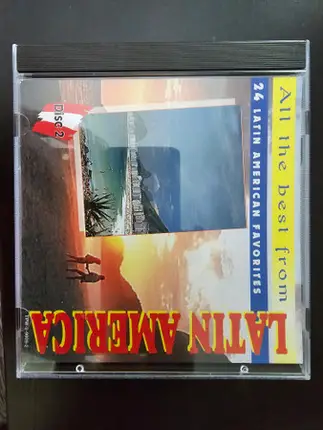 All the best from
24 LATIN AMERICAN FAVORITES
Disc 2
LATIN AMERICA